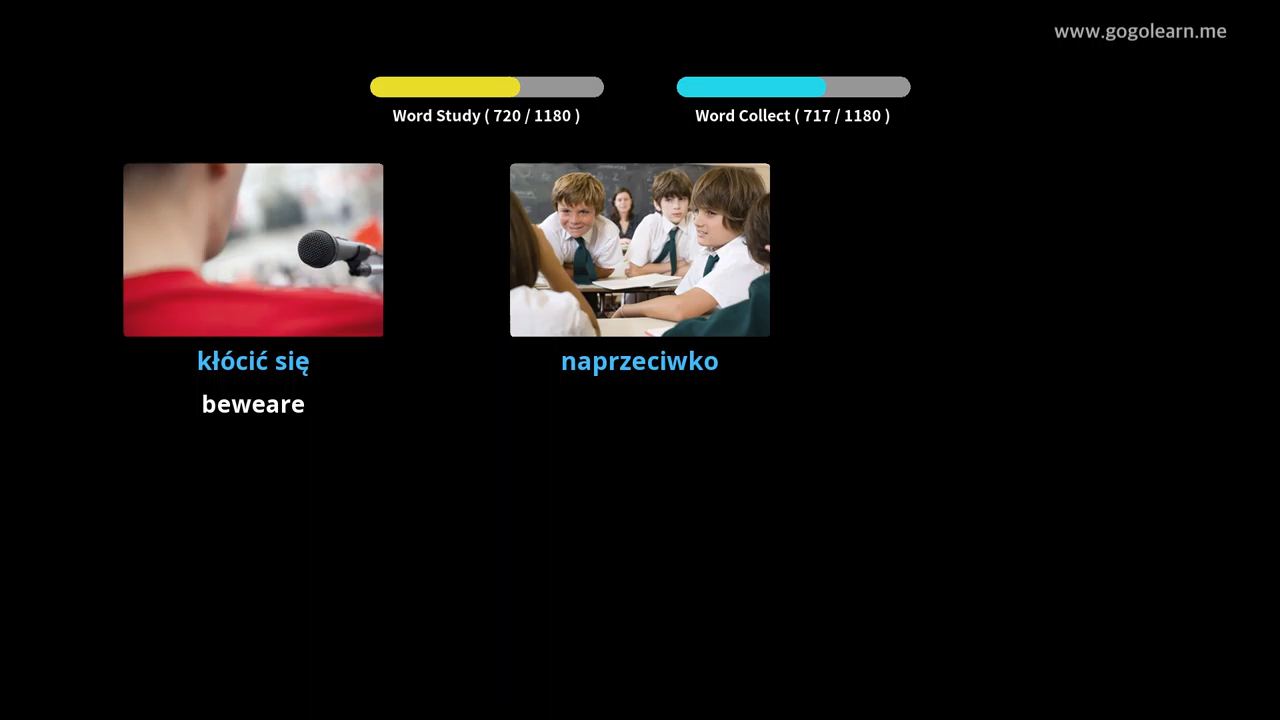 www.gogolearn.me
Word Study ( 720 / 1180 )
Word Collect ( 717 / 1180 )
kłócić się
naprzeciwko
beweare